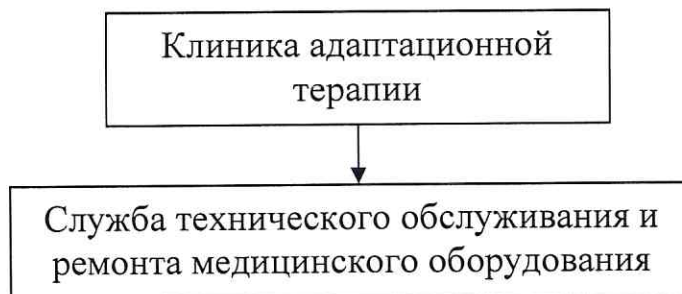 Клиника адаптационной
терапии
Служба технического обслуживания и
ремонта медицинского оборудования